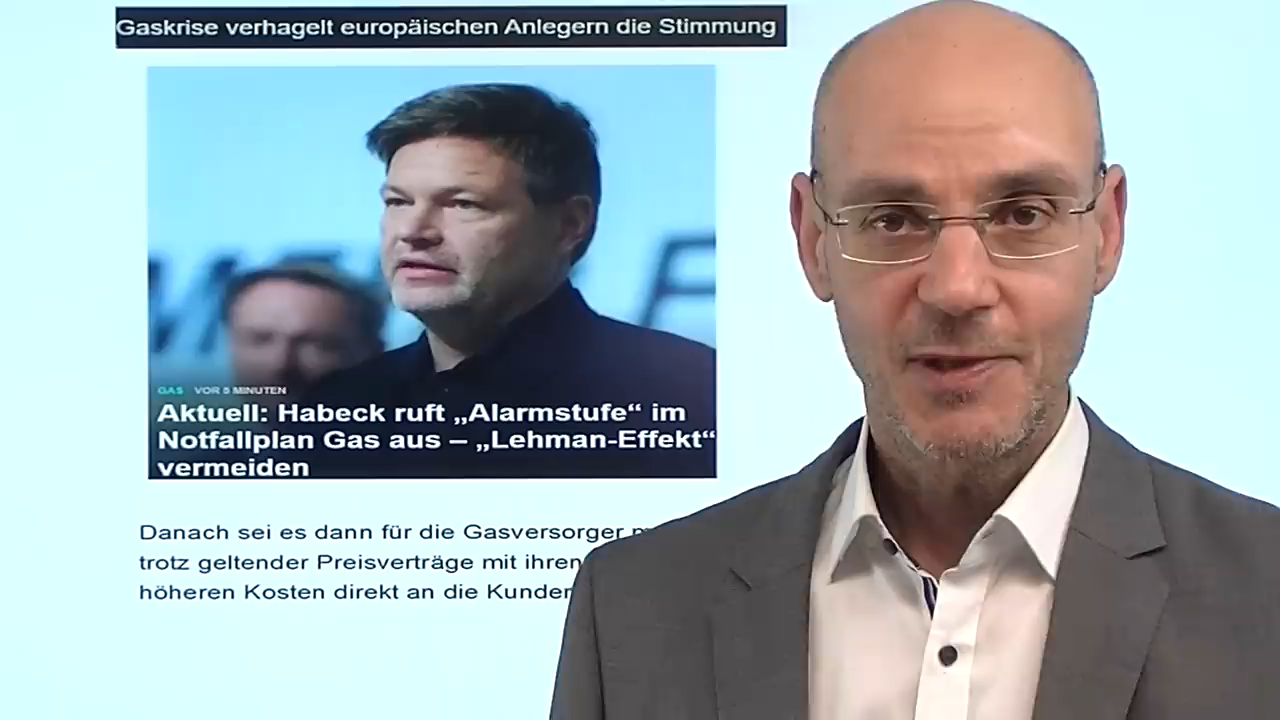 Gaskrise verhagelt europäischen Anlegern die Stimmung
GAS VOR 5 MINUTEN
Aktuell: Habeck ruft „Alarmstufe“ im
Notfallplan Gas aus – „Lehman-Effekt“
vermeiden
Danach sei es dann für die Gasversorger
trotz geltender Preisverträge mit ihren
höheren Kosten direkt an die Kunden